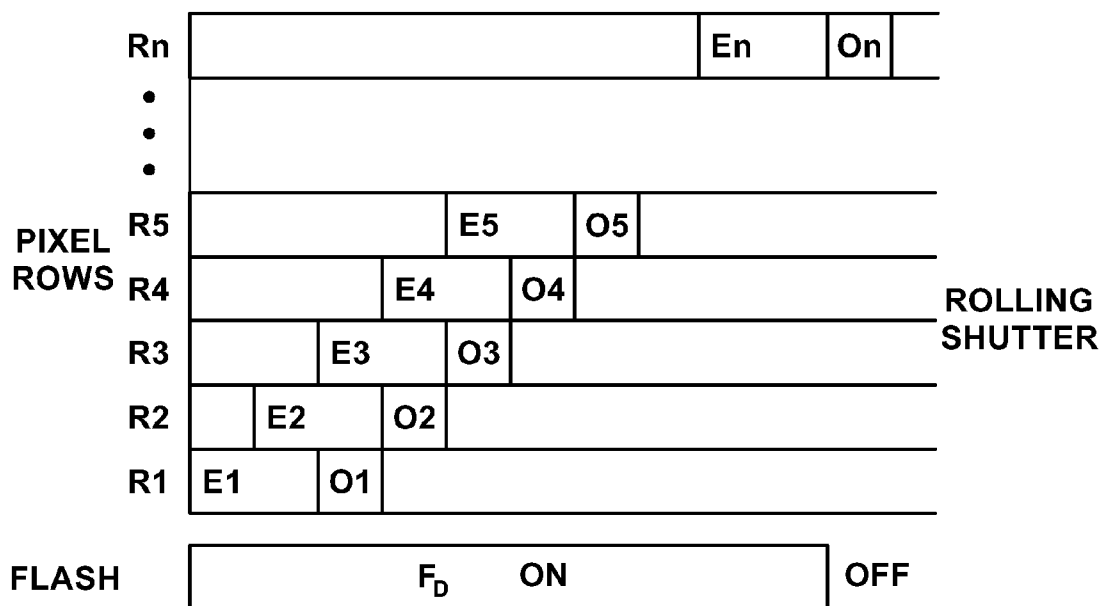 Rn En On
R5 E5 O5
PIXEL
ROWS
R4 E4 O4
ROLLING
SHUTTER
R3 E3 O3
R2 E2 O2
R1 E1 O1
FLASH FD ON OFF